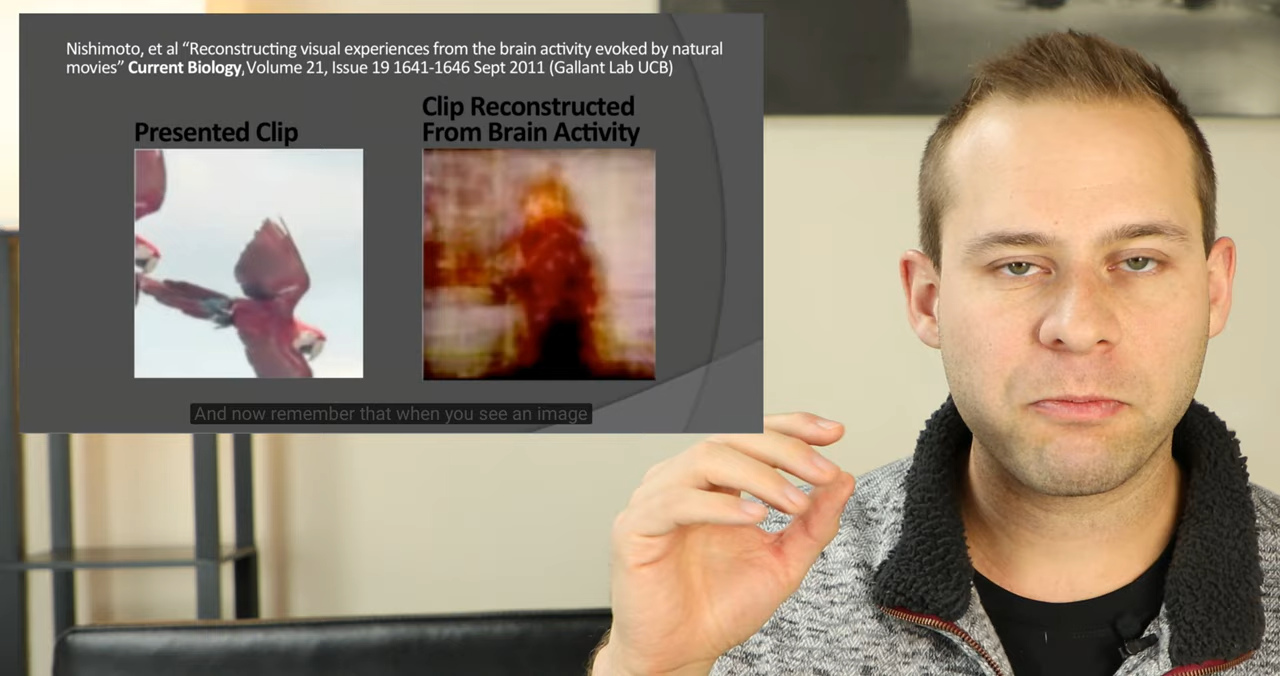 Nishimoto, et al “Reconstructing visual experiences from the brain activity evoked by natural
movies” Current Biology, Volume 21, Issue 19 1641-1646 Sept 2011 (Gallant Lab UCB)
Presented Clip
Clip Reconstructed
From Brain Activity
And now remember that when you see an image